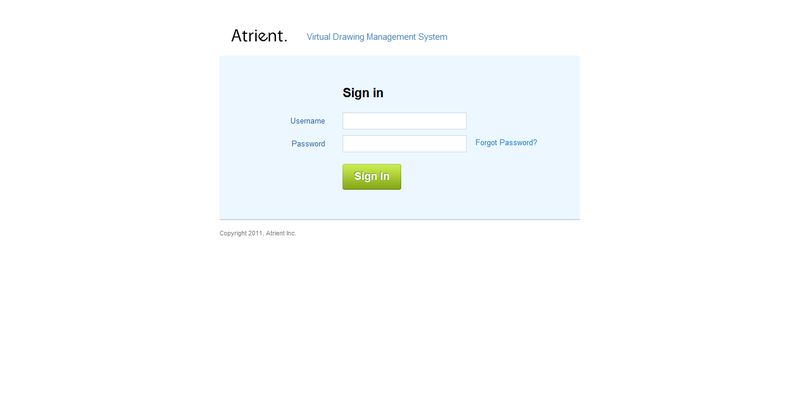 Atrient. Virtual Drawing Management System
Sign in
Username
Password Forgot Password?
Sign in
Copyright 2011, Atrient Inc.